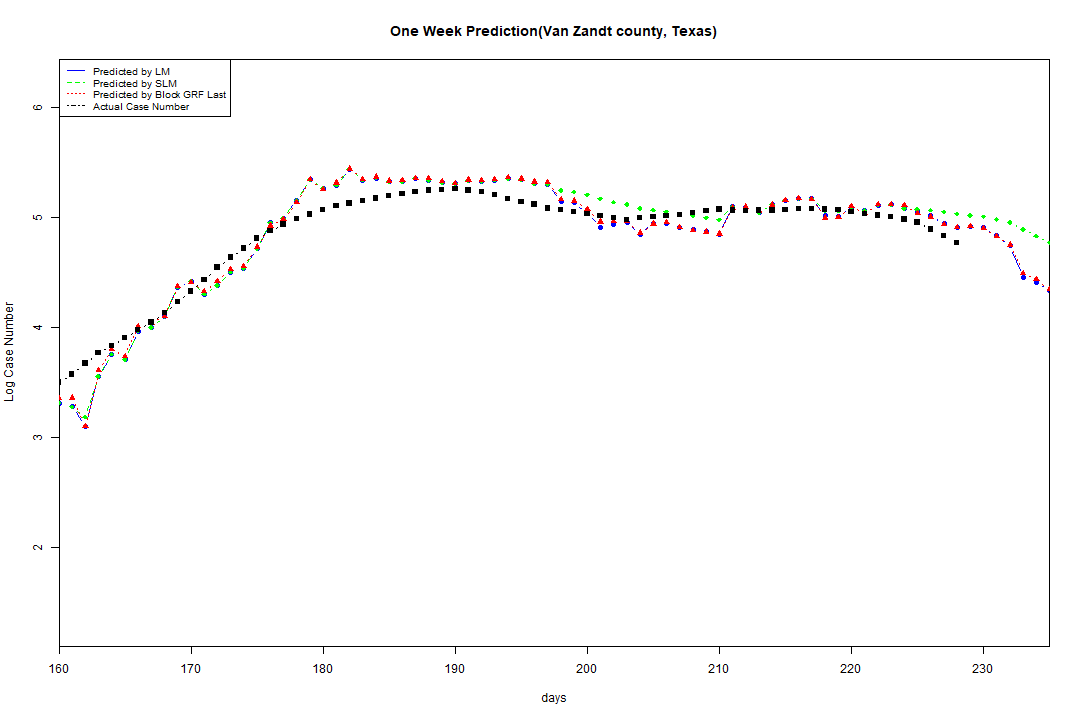 One Week Prediction(Van Zandt county, Texas)
Predicted by LM
Predicted by SLM
Predicted by Block GRF Last
Actual Case Number
6
5
4
3
2
Log Case Number
160 170 180 190 200 210 220 230
days